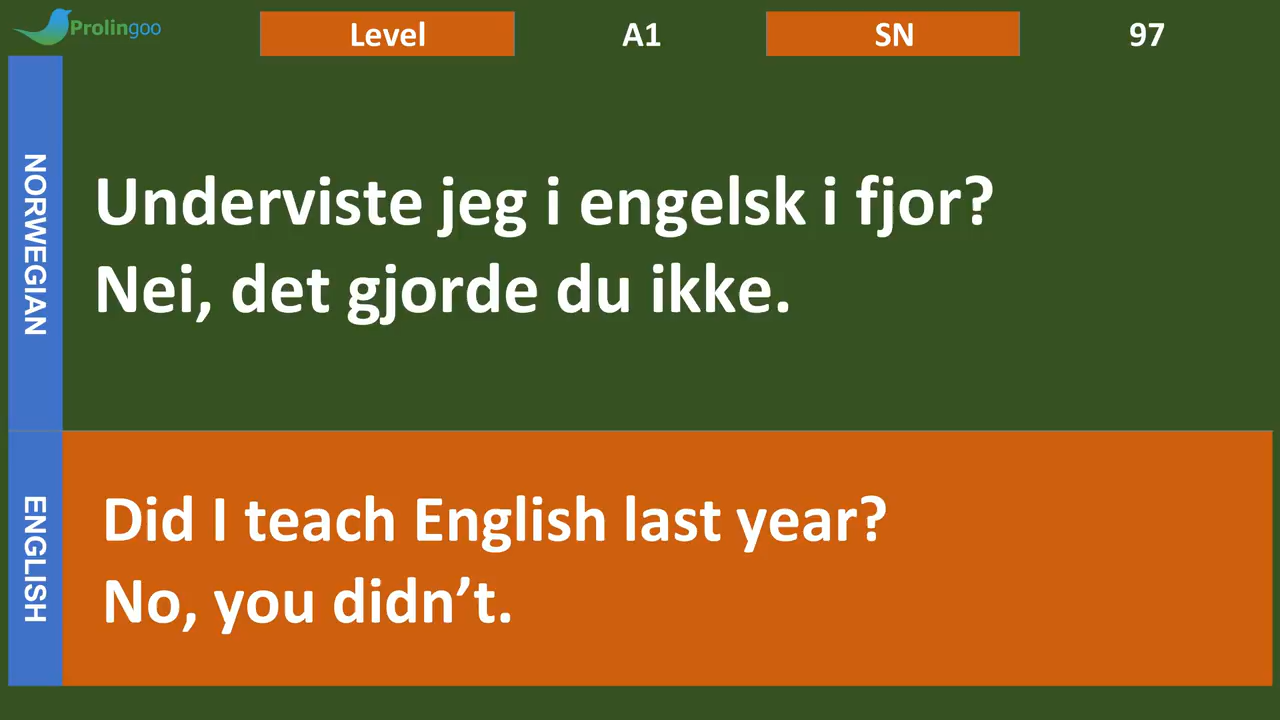 Prolingoo
Level A1 SN 97
NORWEGIAN
Underviste jeg i engelsk i fjor?
Nei, det gjorde du ikke.
ENGLISH
Did I teach English last year?
No, you didn’t.